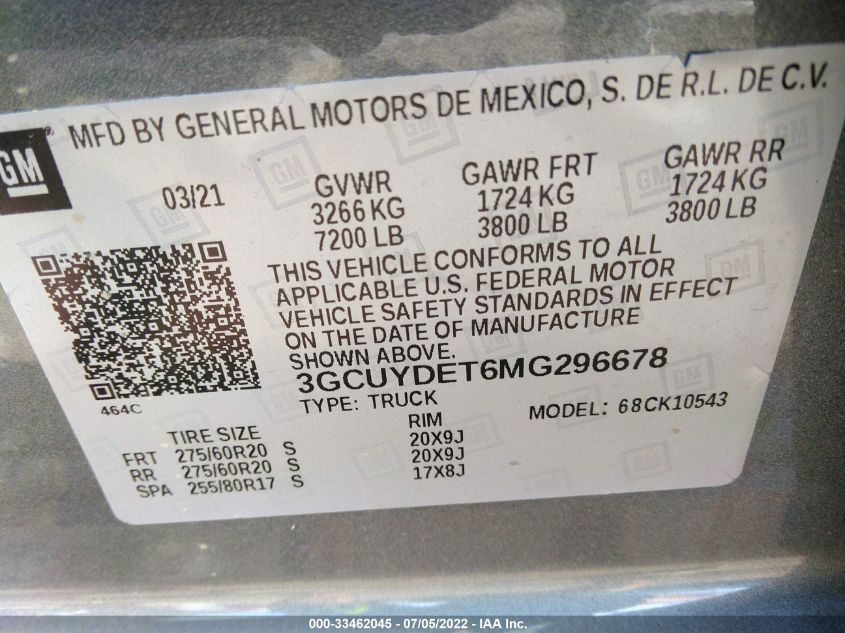 GM
MFD BY GENERAL MOTORS DE MEXICO, S. DE R.L. DE C.V.
03/21 GVWR GAWR FRT GAWR RR
3266 KG 1724 KG 1724 KG
7200 LB 3800 LB 3800 LB
THIS VEHICLE CONFORMS TO ALL
APPLICABLE U.S. FEDERAL MOTOR
VEHICLE SAFETY STANDARDS IN EFFECT
ON THE DATE OF MANUFACTURE
SHOWN ABOVE.
3GCUYDET6MG296678
464C
TYPE: TRUCK MODEL: 68CK10543
TIRE SIZE RIM
FRT 275/60R20 S 20X9J
RR 275/60R20 S 20X9J
SPA 255/80R17 S 17X8J
000-33462045 - 07/05/2022 - IAA Inc.